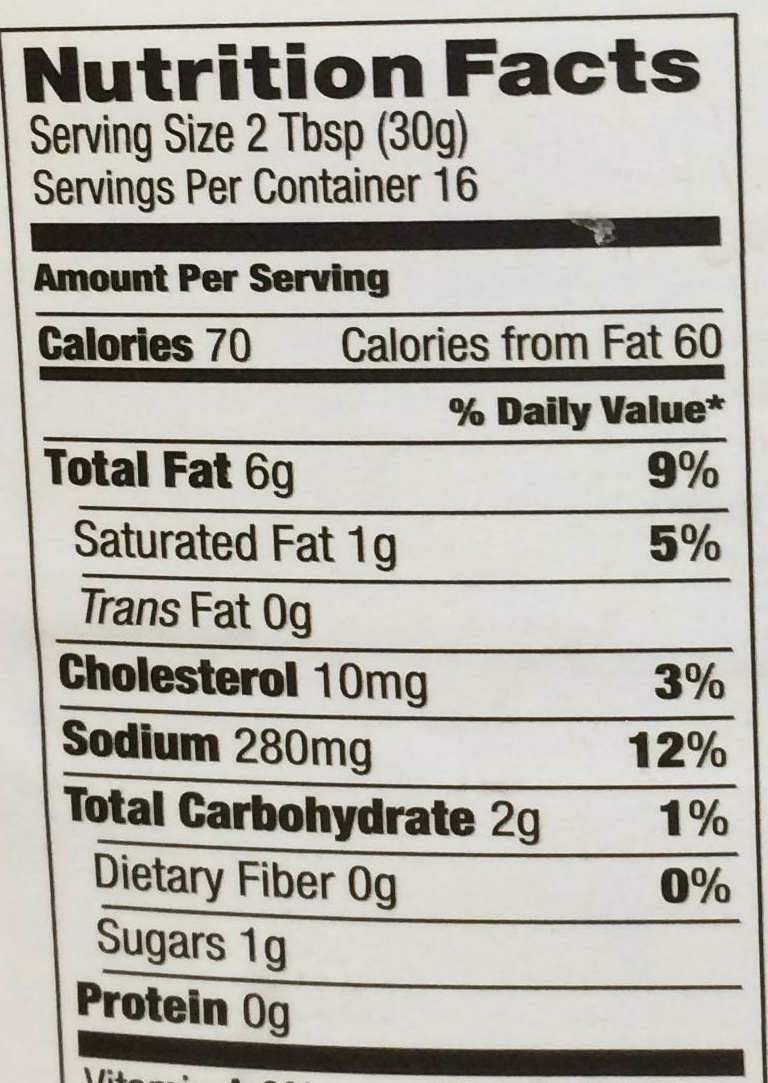 Nutrition Facts
Serving Size 2 Tbsp (30g)
Servings Per Container 16
Amount Per Serving
Calories 70 Calories from Fat 60
% Daily Value*
Total Fat 6g 9%
Saturated Fat 1g 5%
Trans Fat 0g
Cholesterol 10mg 3%
Sodium 280mg 12%
Total Carbohydrate 2g 1%
Dietary Fiber 0g 0%
Sugars 1g
Protein 0g